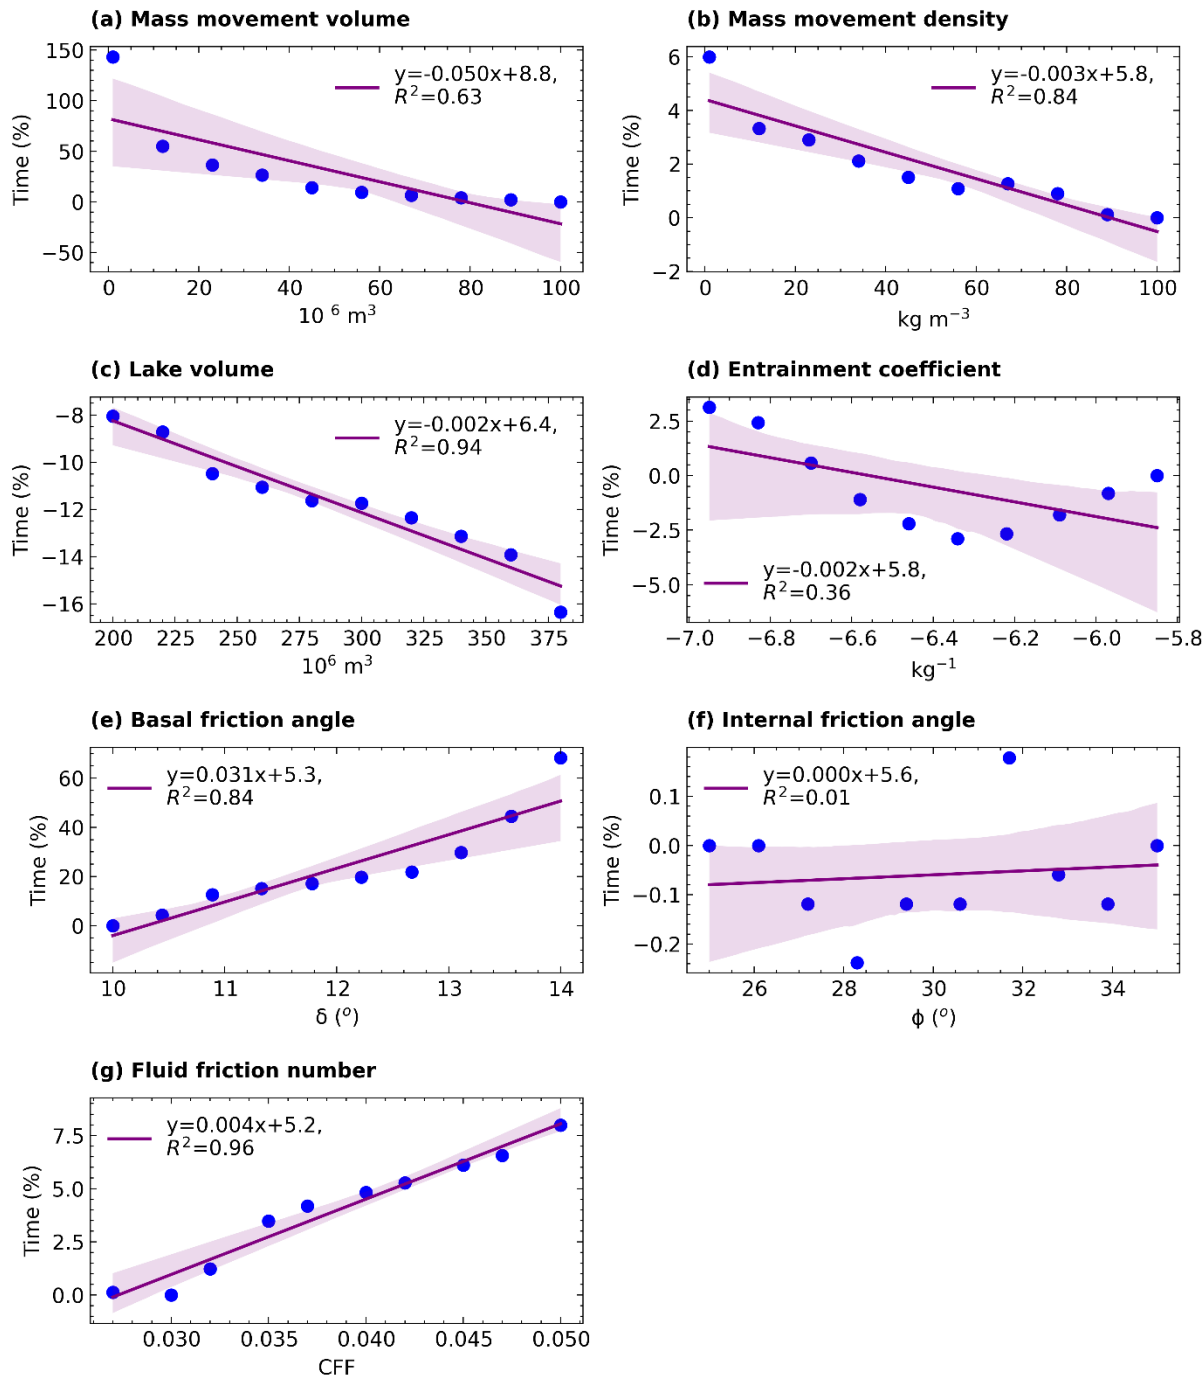 (a) Mass movement volume
y=-0.050x+8.8,
R²=0.63
Time (%)
150
100
50
0
−50
0 20 40 60 80 100
10 ⁶ m³
(b) Mass movement density
y=-0.003x+5.8,
R²=0.84
Time (%)
6
4
2
0
−2
0 20 40 60 80 100
kg m⁻³
(c) Lake volume
y=-0.002x+6.4,
R²=0.94
Time (%)
−8
−10
−12
−14
−16
200 225 250 275 300 325 350 375
10⁶ m³
(d) Entrainment coefficient
y=-0.002x+5.8,
R²=0.36
Time (%)
2.5
0.0
−2.5
−5.0
−7.0 −6.8 −6.6 −6.4 −6.2 −6.0 −5.8
kg⁻¹
(e) Basal friction angle
y=0.031x+5.3,
R²=0.84
Time (%)
60
40
20
0
10 11 12 13 14
δ (°)
(f) Internal friction angle
y=0.000x+5.6,
R²=0.01
Time (%)
0.1
0.0
−0.1
−0.2
26 28 30 32 34
ϕ (°)
(g) Fluid friction number
y=0.004x+5.2,
R²=0.96
Time (%)
7.5
5.0
2.5
0.0
0.030 0.035 0.040 0.045 0.050
CFF